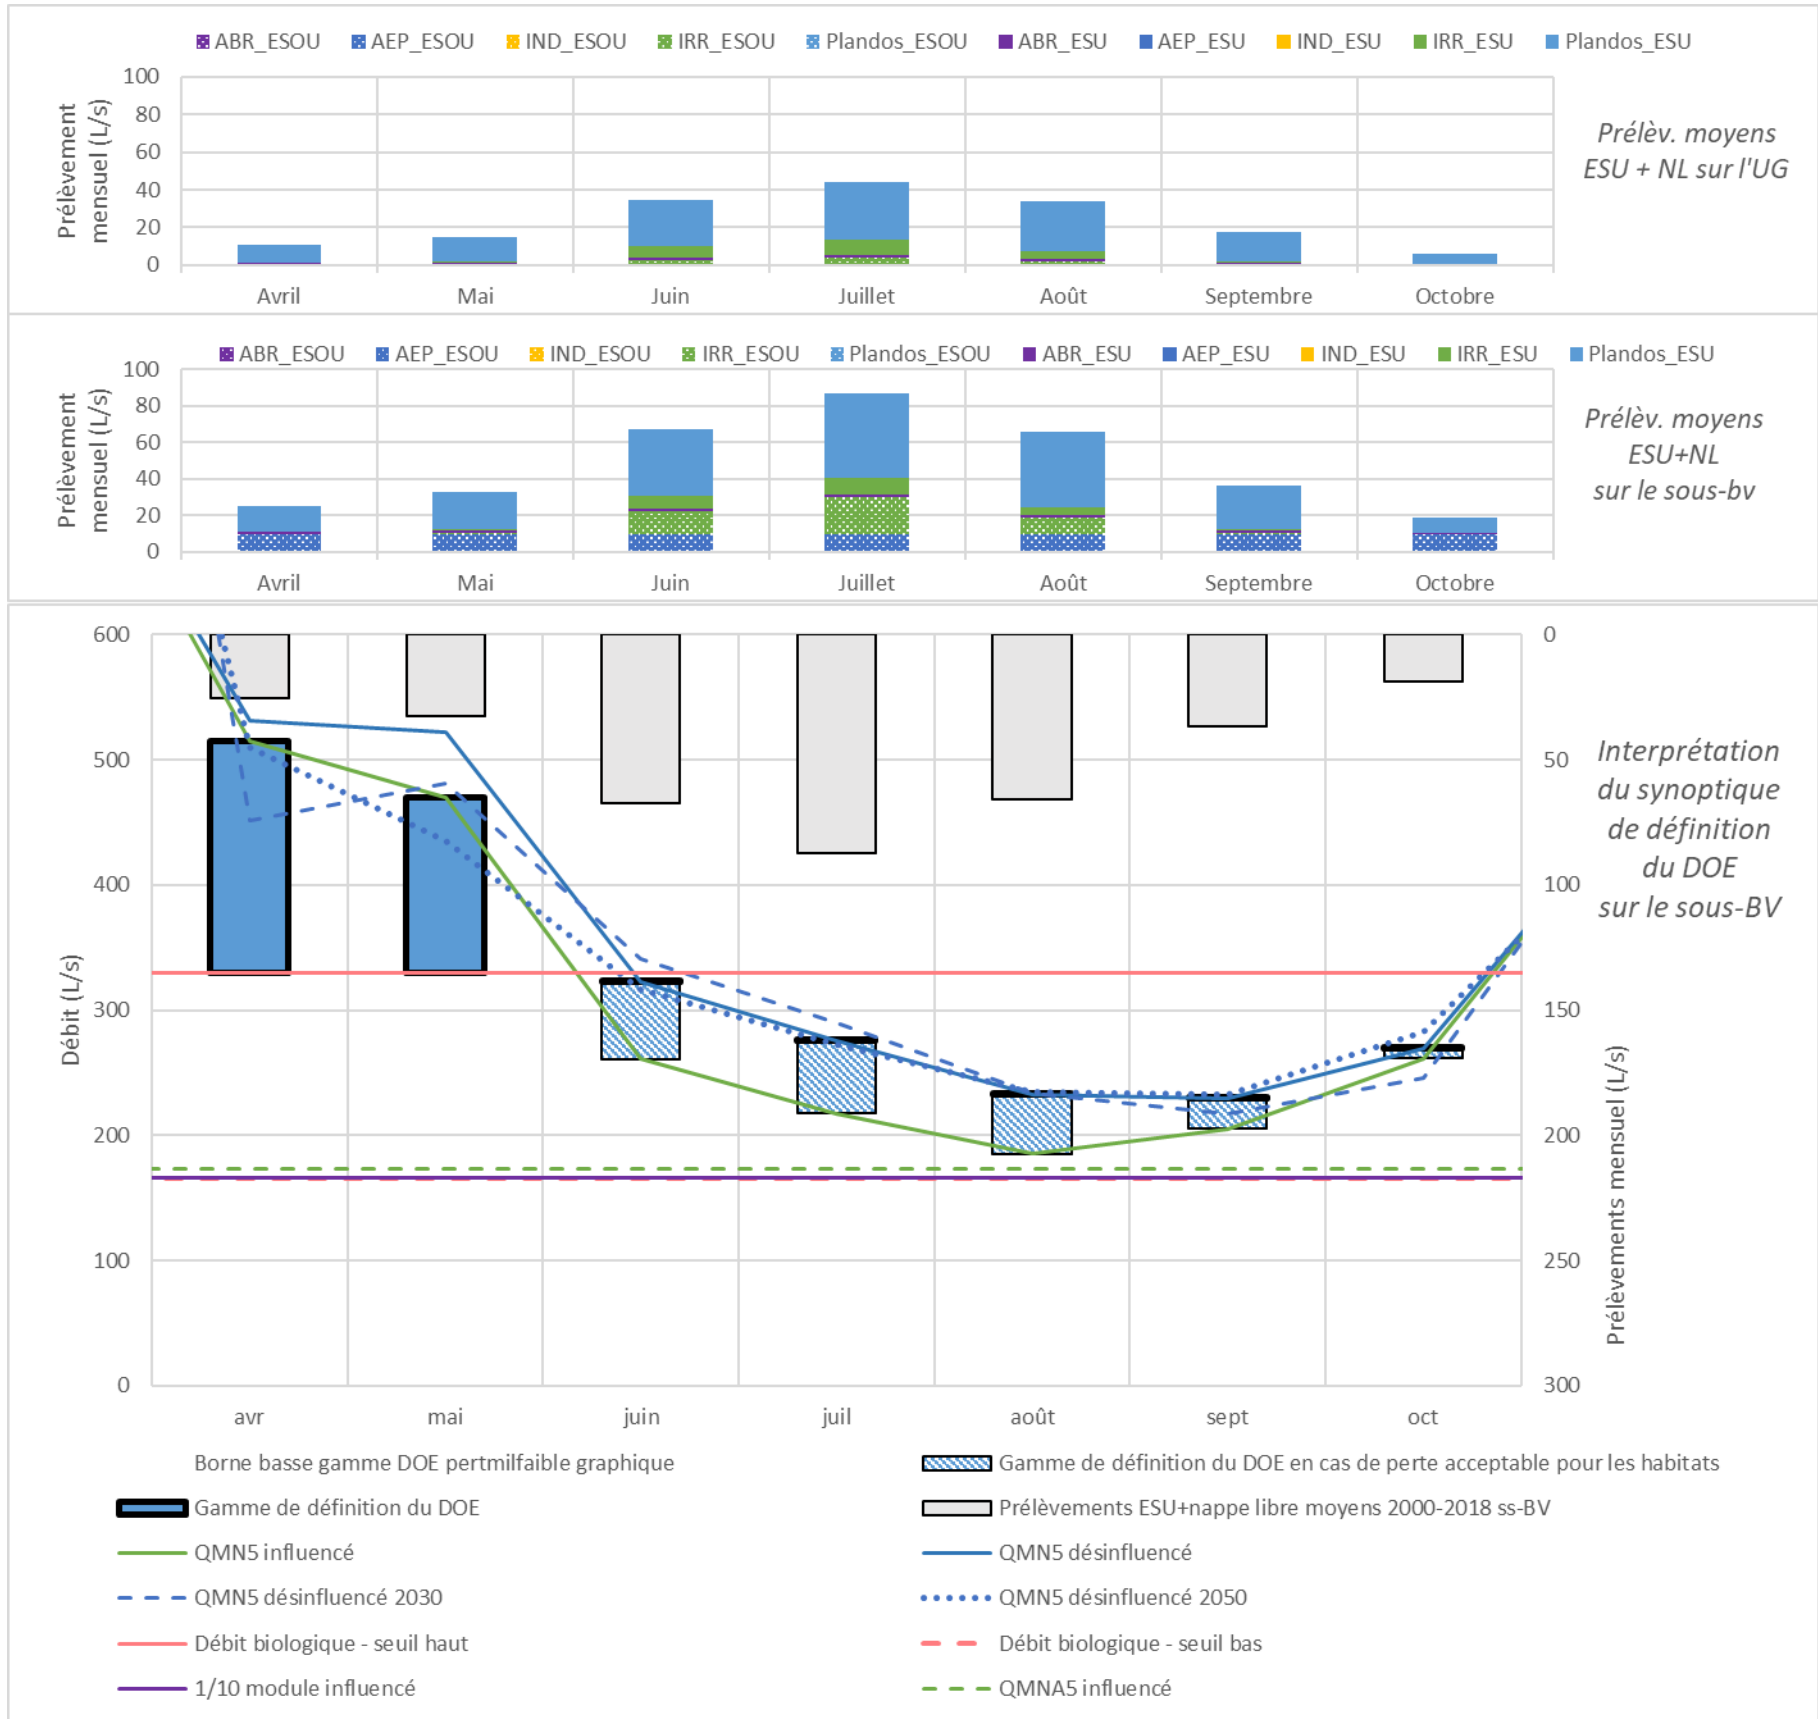 ABR_ESOU AEP_ESOU IND_ESOU IRR_ESOU Plandos_ESOU ABR_ESU AEP_ESU IND_ESU IRR_ESU Plandos_ESU
Prélèvement
mensuel (L/s)
100
80
60
40
20
0
Avril Mai Juin Juillet Août Septembre Octobre
Prélèv. moyens
ESU + NL sur l'UG
ABR_ESOU AEP_ESOU IND_ESOU IRR_ESOU Plandos_ESOU ABR_ESU AEP_ESU IND_ESU IRR_ESU Plandos_ESU
Prélèvement
mensuel (L/s)
100
80
60
40
20
0
Avril Mai Juin Juillet Août Septembre Octobre
Prélèv. moyens
ESU+NL
sur le sous-bv
Débit (L/s)
600
500
400
300
200
100
0
avr mai juin juil août sept oct
0
50
100
150
200
250
300
Prélèvements mensuel (L/s)
Interprétation
du synoptique
de définition
du DOE
sur le sous-BV
Borne basse gamme DOE pertmilfaible graphique
Gamme de définition du DOE en cas de perte acceptable pour les habitats
Gamme de définition du DOE
Prélèvements ESU+nappe libre moyens 2000-2018 ss-BV
QMN5 influencé
QMN5 désinfluencé
QMN5 désinfluencé 2030
QMN5 désinfluencé 2050
Débit biologique - seuil haut
Débit biologique - seuil bas
1/10 module influencé
QMNA5 influencé